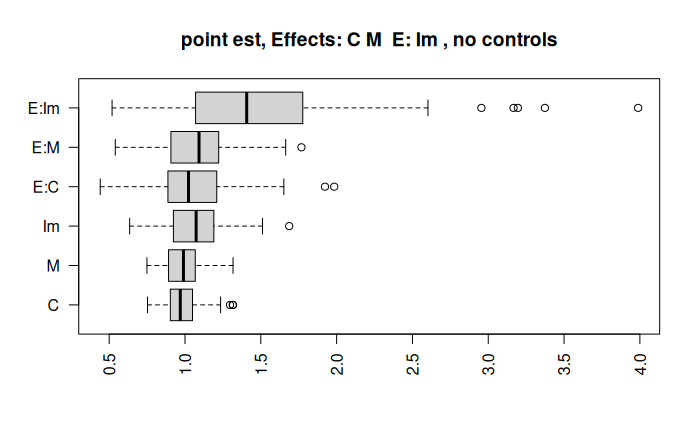 point est, Effects: C M  E: Im , no controls
E:Im
E:M
E:C
Im
M
C
0.5 1.0 1.5 2.0 2.5 3.0 3.5 4.0